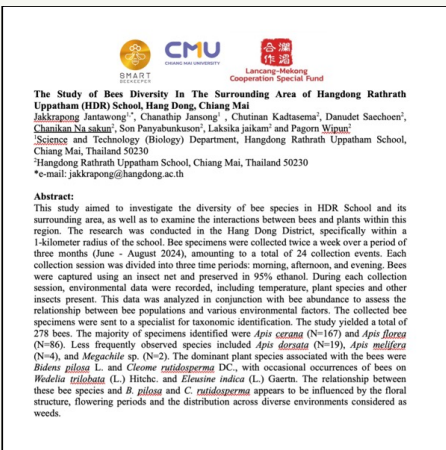 SMART
BEEKEEPER
CMU
CHIANG MAI UNIVERSITY
合作
湄澜
Lancang-Mekong
Cooperation Special Fund
The Study of Bees Diversity In The Surrounding Area of Hangdong Rathrath
Uppatham (HDR) School, Hang Dong, Chiang Mai
Jakkrapong Jantawong¹,*, Chanathip Jansong¹ , Chutinan Kadtasema², Danudet Saechoen²,
Chanikan Na sakun², Son Panyabunkuson², Laksika jaikam² and Pagorn Wipun²
¹Science and Technology (Biology) Department, Hangdong Rathrath Uppatham School,
Chiang Mai, Thailand 50230
²Hangdong Rathrath Uppatham School, Chiang Mai, Thailand 50230
*e-mail: jakkrapong@hangdong.ac.th
Abstract:
This study aimed to investigate the diversity of bee species in HDR School and its
surrounding area, as well as to examine the interactions between bees and plants within this
region. The research was conducted in the Hang Dong District, specifically within a
1-kilometer radius of the school. Bee specimens were collected twice a week over a period of
three months (June - August 2024), amounting to a total of 24 collection events. Each
collection session was divided into three time periods: morning, afternoon, and evening. Bees
were captured using an insect net and preserved in 95% ethanol. During each collection
session, environmental data were recorded, including temperature, plant species and other
insects present. This data was analyzed in conjunction with bee abundance to assess the
relationship between bee populations and various environmental factors. The collected bee
specimens were sent to a specialist for taxonomic identification. The study yielded a total of
278 bees. The majority of specimens identified were Apis cerana (N=167) and Apis florea
(N=86). Less frequently observed species included Apis dorsata (N=19), Apis melifera
(N=4), and Megachile sp. (N=2). The dominant plant species associated with the bees were
Bidens pilosa L. and Cleome rutidosperma DC., with occasional occurrences of bees on
Wedelia trilobata (L.) Hitchc. and Eleusine indica (L.) Gaertn. The relationship between
these bee species and B. pilosa and C. rutidosperma appears to be influenced by the floral
structure, flowering periods and the distribution across diverse environments considered as
weeds.